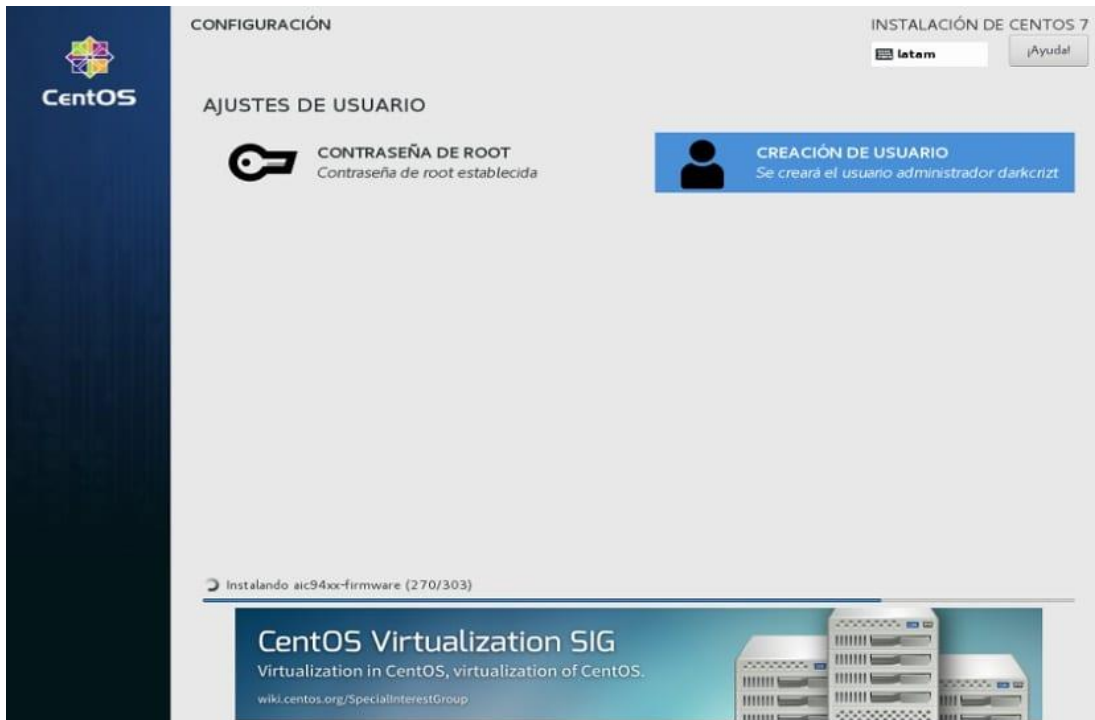 CentOS
CONFIGURACIÓN
INSTALACIÓN DE CENTOS 7
latam
¡Ayuda!
AJUSTES DE USUARIO
CONTRASEÑA DE ROOT
Contraseña de root establecida
CREACIÓN DE USUARIO
Se creará el usuario administrador darkcrizt
Instalando aic94xx-firmware (270/303)
CentOS Virtualization SIG
Virtualization in CentOS, virtualization of CentOS.
wiki.centos.org/SpecialInterestGroup